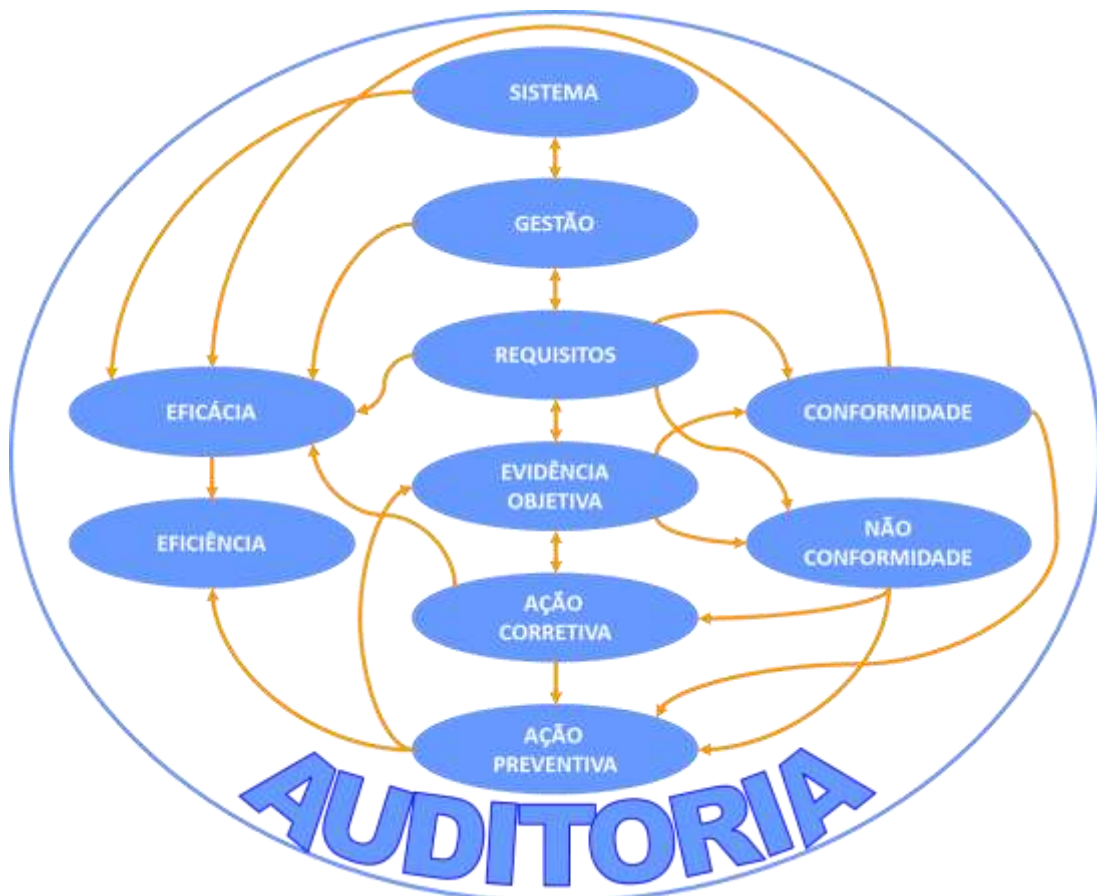 SISTEMA
GESTÃO
REQUISITOS
EFICÁCIA
CONFORMIDADE
EVIDÊNCIA
OBJETIVA
EFICIÊNCIA
NÃO
CONFORMIDADE
AÇÃO
CORRETIVA
AÇÃO
PREVENTIVA
AUDITORIA